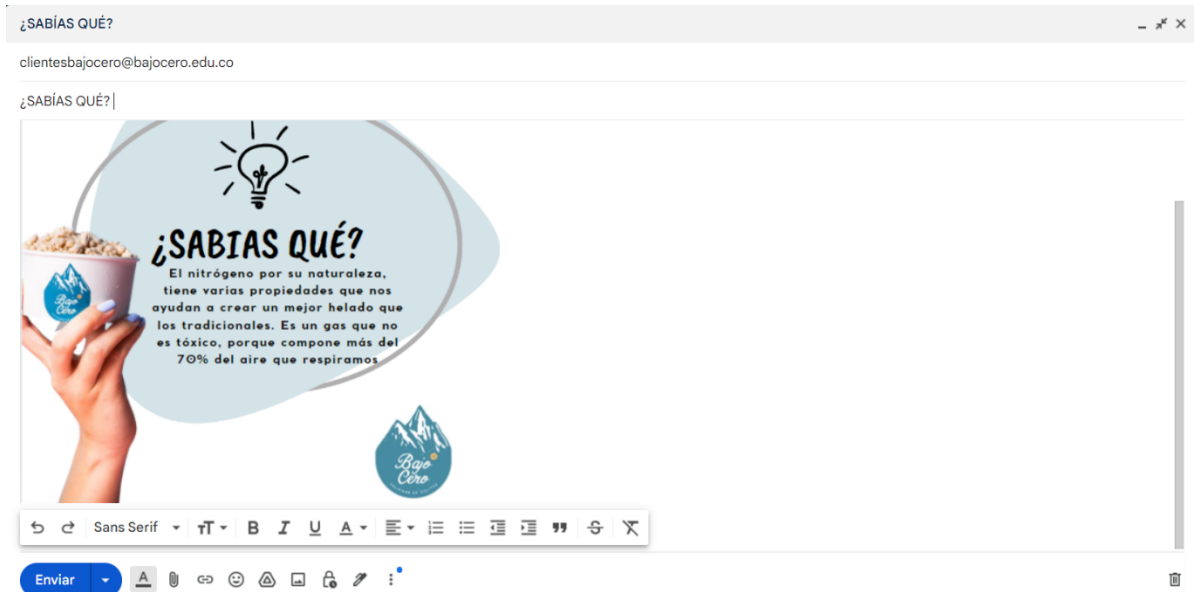 ¿SABÍAS QUÉ?
clientesbajocero@bajocero.edu.co
¿SABÍAS QUÉ?
¿SABIAS QUÉ?
El nitrógeno por su naturaleza,
tiene varias propiedades que nos
ayudan a crear un mejor helado que
los tradicionales. Es un gas que no
es tóxico, porque compone más del
70% del aire que respiramos
Bajo
Cero
Bajo
Cero
Sans Serif
Enviar